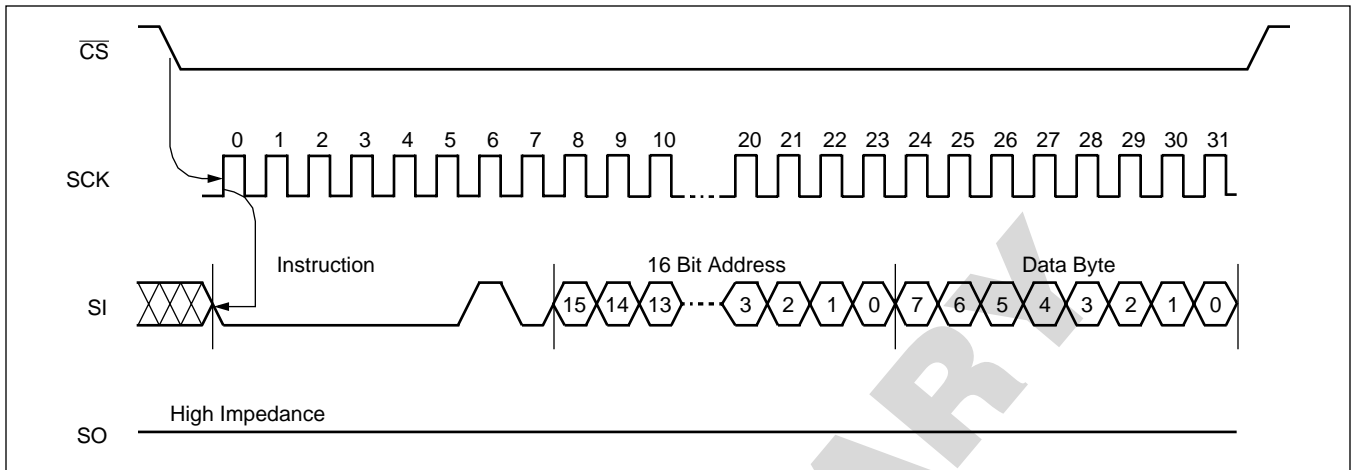 CS
0 1 2 3 4 5 6 7 8 9 10 20 21 22 23 24 25 26 27 28 29 30 31
SCK
Instruction 16 Bit Address Data Byte
SI 15 14 13 3 2 1 0 7 6 5 4 3 2 1 0
High Impedance
SO
ARY